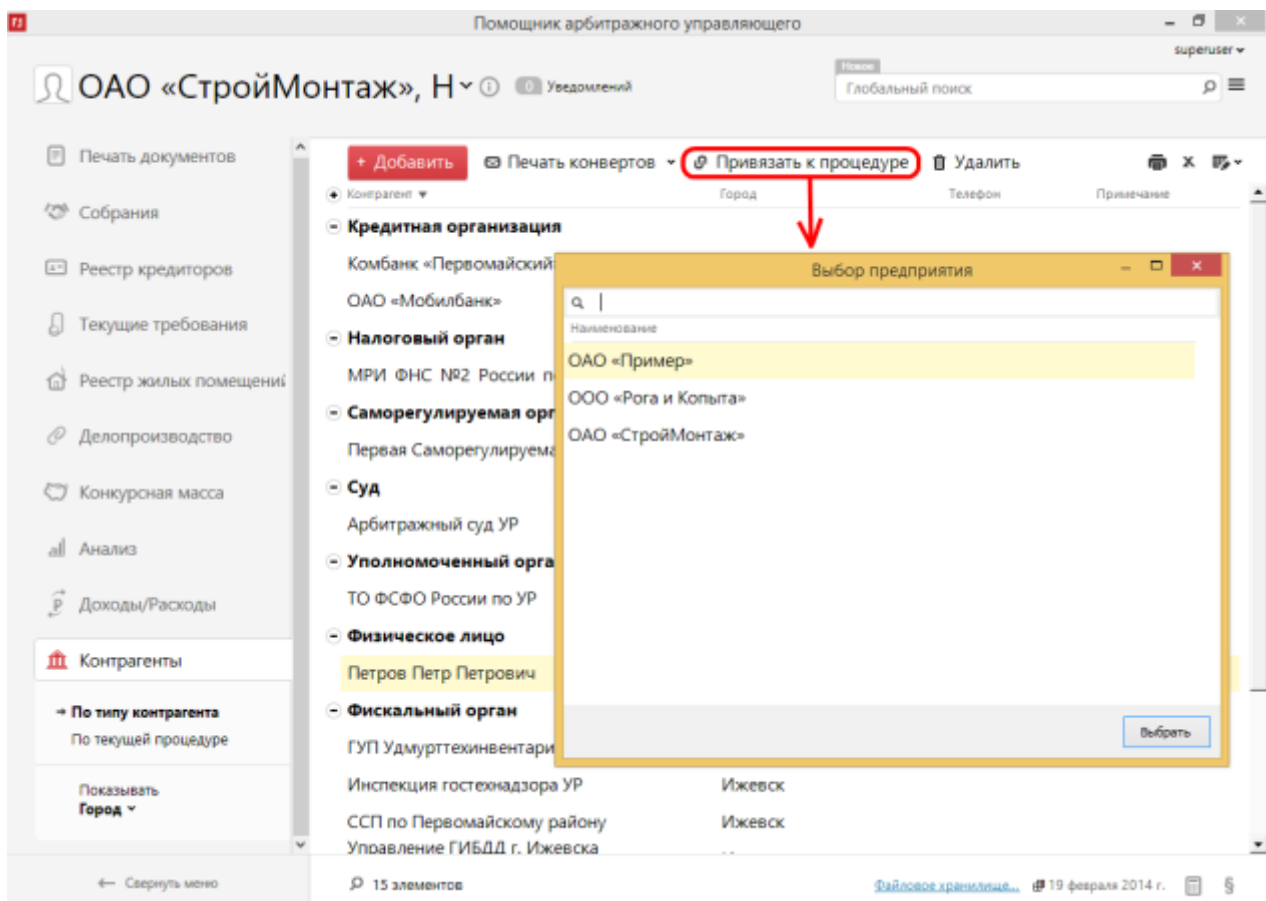 Помощник арбитражного управляющего
superuser
ОАО «СтройМонтаж», Н
0 Уведомлений
Новое
Глобальный поиск
Печать документов
Собрания
Реестр кредиторов
Текущие требования
Реестр жилых помещений
Делопроизводство
Конкурсная масса
Анализ
Доходы/Расходы
Контрагенты
По типу контрагента
По текущей процедуре
Показывать
Город
← Свернуть меню
+ Добавить Печать конвертов Привязать к процедуре Удалить
Контрагент Город Телефон Примечание
Кредитная организация
Комбанк «Первомайский»
ОАО «Мобилбанк»
Налоговый орган
МРИ ФНС №2 России
Саморегулируемая орг
Первая Саморегулируема
Суд
Арбитражный суд УР
Уполномоченный орга
ТО ФСФО России по УР
Физическое лицо
Петров Петр Петрович
Фискальный орган
ГУП Удмурттехинвентари
Инспекция гостехнадзора УР Ижевск
ССП по Первомайскому району Ижевск
Управление ГИБДД г. Ижевска
Выбор предприятия
Наименование
ОАО «Пример»
ООО «Рога и Копыта»
ОАО «СтройМонтаж»
Выбрать
15 элементов
Файловое хранилище... 19 февраля 2014 г. §